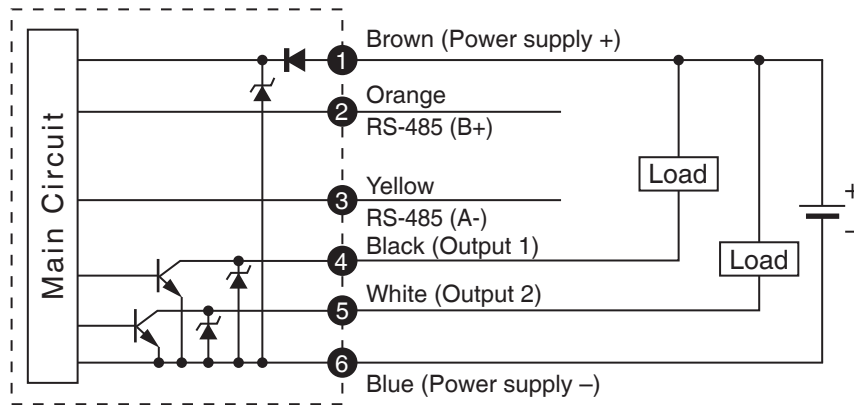 Main Circuit
1
Brown (Power supply +)
2
Orange
RS-485 (B+)
3
Yellow
RS-485 (A-)
4
Black (Output 1)
5
White (Output 2)
6
Blue (Power supply –)
Load
Load
+
–